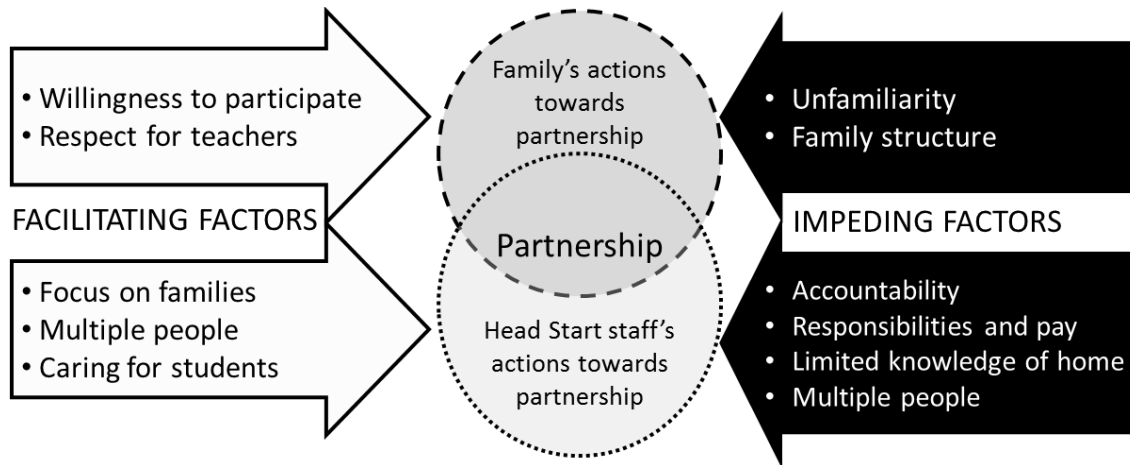 • Willingness to participate
• Respect for teachers
FACILITATING FACTORS
• Focus on families
• Multiple people
• Caring for students
Family's actions
towards
partnership
Partnership
Head Start staff's
actions towards
partnership
• Unfamiliarity
• Family structure
IMPEDING FACTORS
• Accountability
• Responsibilities and pay
• Limited knowledge of home
• Multiple people